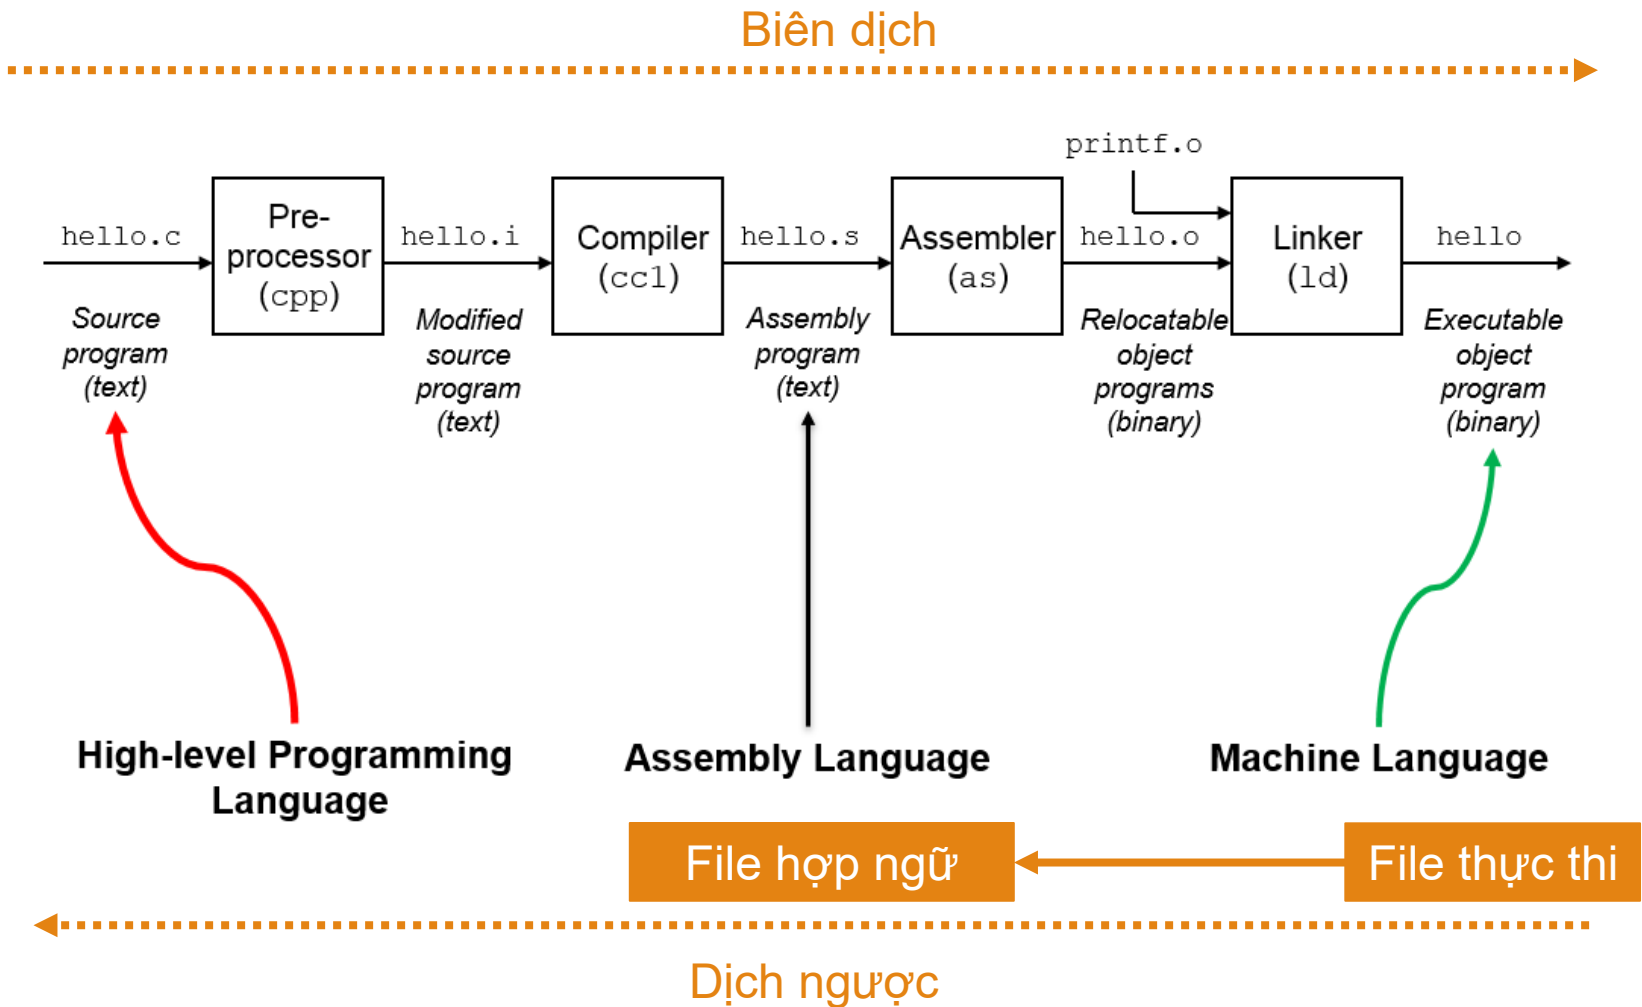 Biên dịch
printf.o
hello.c
Pre-
processor
(cpp)
hello.i
Compiler
(cc1)
hello.s
Assembler
(as)
hello.o
Linker
(ld)
hello
Source
program
(text)
Modified
source
program
(text)
Assembly
program
(text)
Relocatable
object
programs
(binary)
Executable
object
program
(binary)
High-level Programming
Language
Assembly Language
Machine Language
File hợp ngữ
File thực thi
Dịch ngược